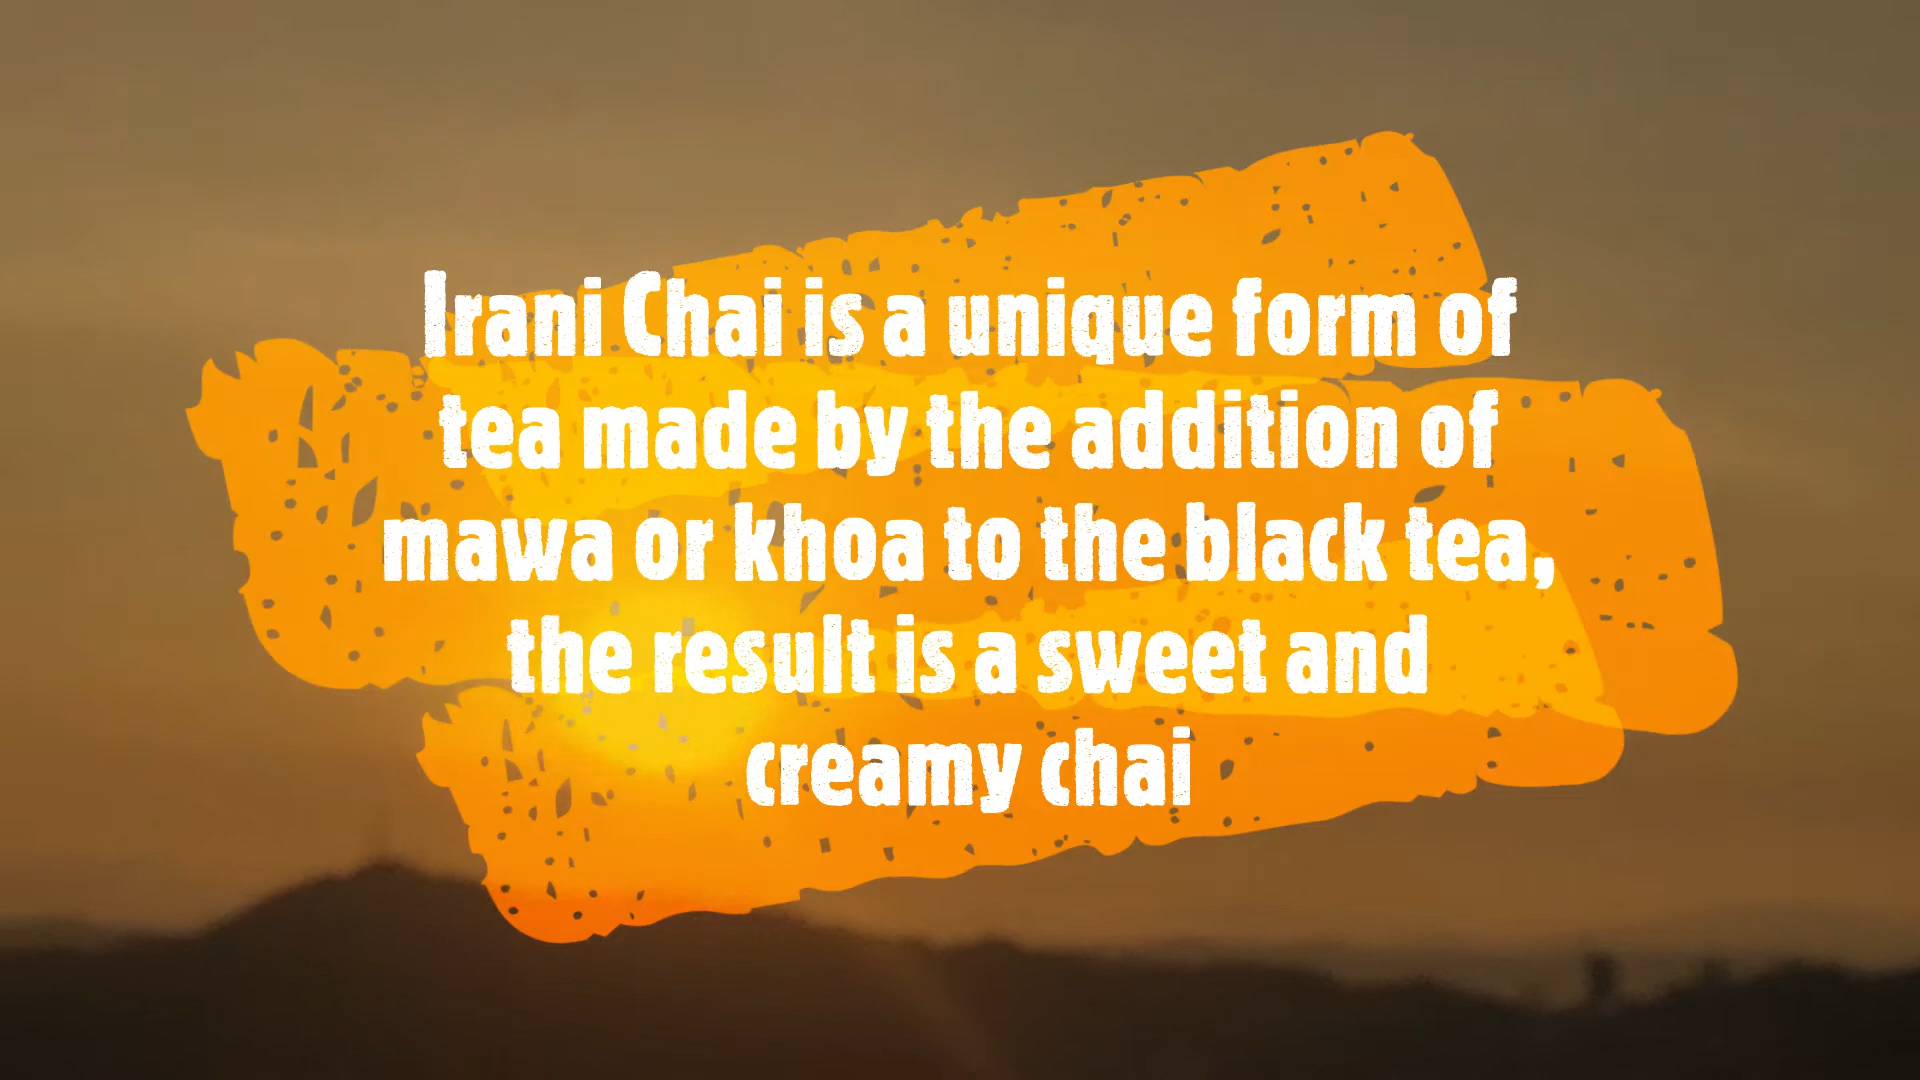 Irani Chai is a unique form of
tea made by the addition of
mawa or khoa to the black tea,
the result is a sweet and
creamy chai